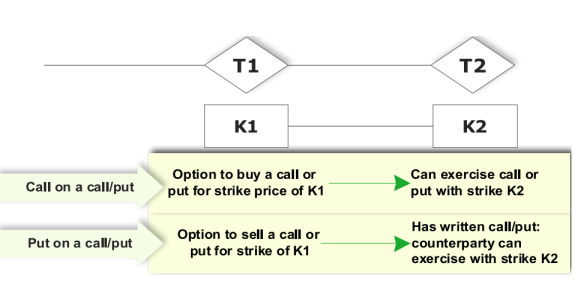 T1
T2
K1
K2
Call on a call/put
Option to buy a call or
put for strike price of K1
Can exercise call or
put with strike K2
Put on a call/put
Option to sell a call or
put for strike of K1
Has written call/put:
counterparty can
exercise with strike K2